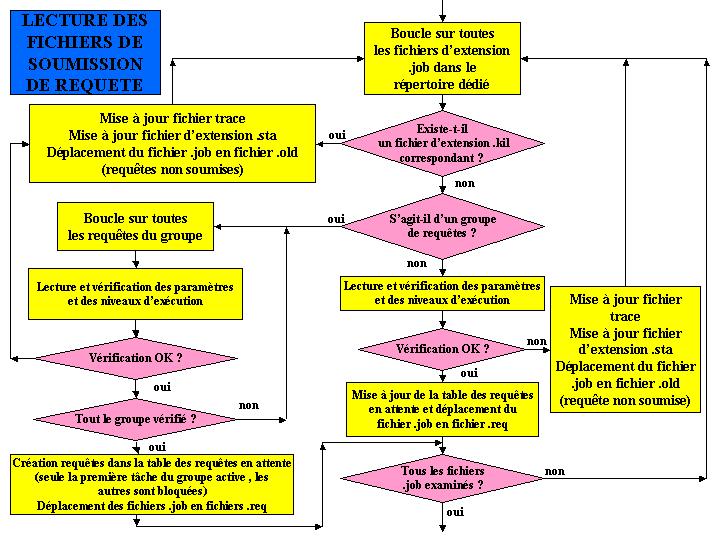 LECTURE DES
FICHIERS DE
SOUMISSION
DE REQUETE
Boucle sur toutes
les fichiers d'extension
.job dans le
répertoire dédié
Mise à jour fichier trace
Mise à jour fichier d'extension .sta
Déplacement du fichier .job en fichier .old
(requêtes non soumises)
oui
Existe-t-il
un fichier d'extension .kil
correspondant ?
non
Boucle sur toutes
les requêtes du groupe
oui
S'agit-il d'un groupe
de requêtes ?
non
Lecture et vérification des paramètres
et des niveaux d'exécution
Lecture et vérification des paramètres
et des niveaux d'exécution
Mise à jour fichier
trace
Mise à jour fichier
d'extension .sta
Déplacement du fichier
.job en fichier .old
(requête non soumise)
Vérification OK ?
oui
Vérification OK ?
non
oui
Tout le groupe vérifié ?
non
oui
Mise à jour de la table des requêtes
en attente et déplacement du
fichier .job en fichier .req
Création requêtes dans la table des requêtes en attente
(seule la première tâche du groupe active , les
autres sont bloquées)
Déplacement des fichiers .job en fichiers .req
Tous les fichiers
.job examinés ?
non
oui